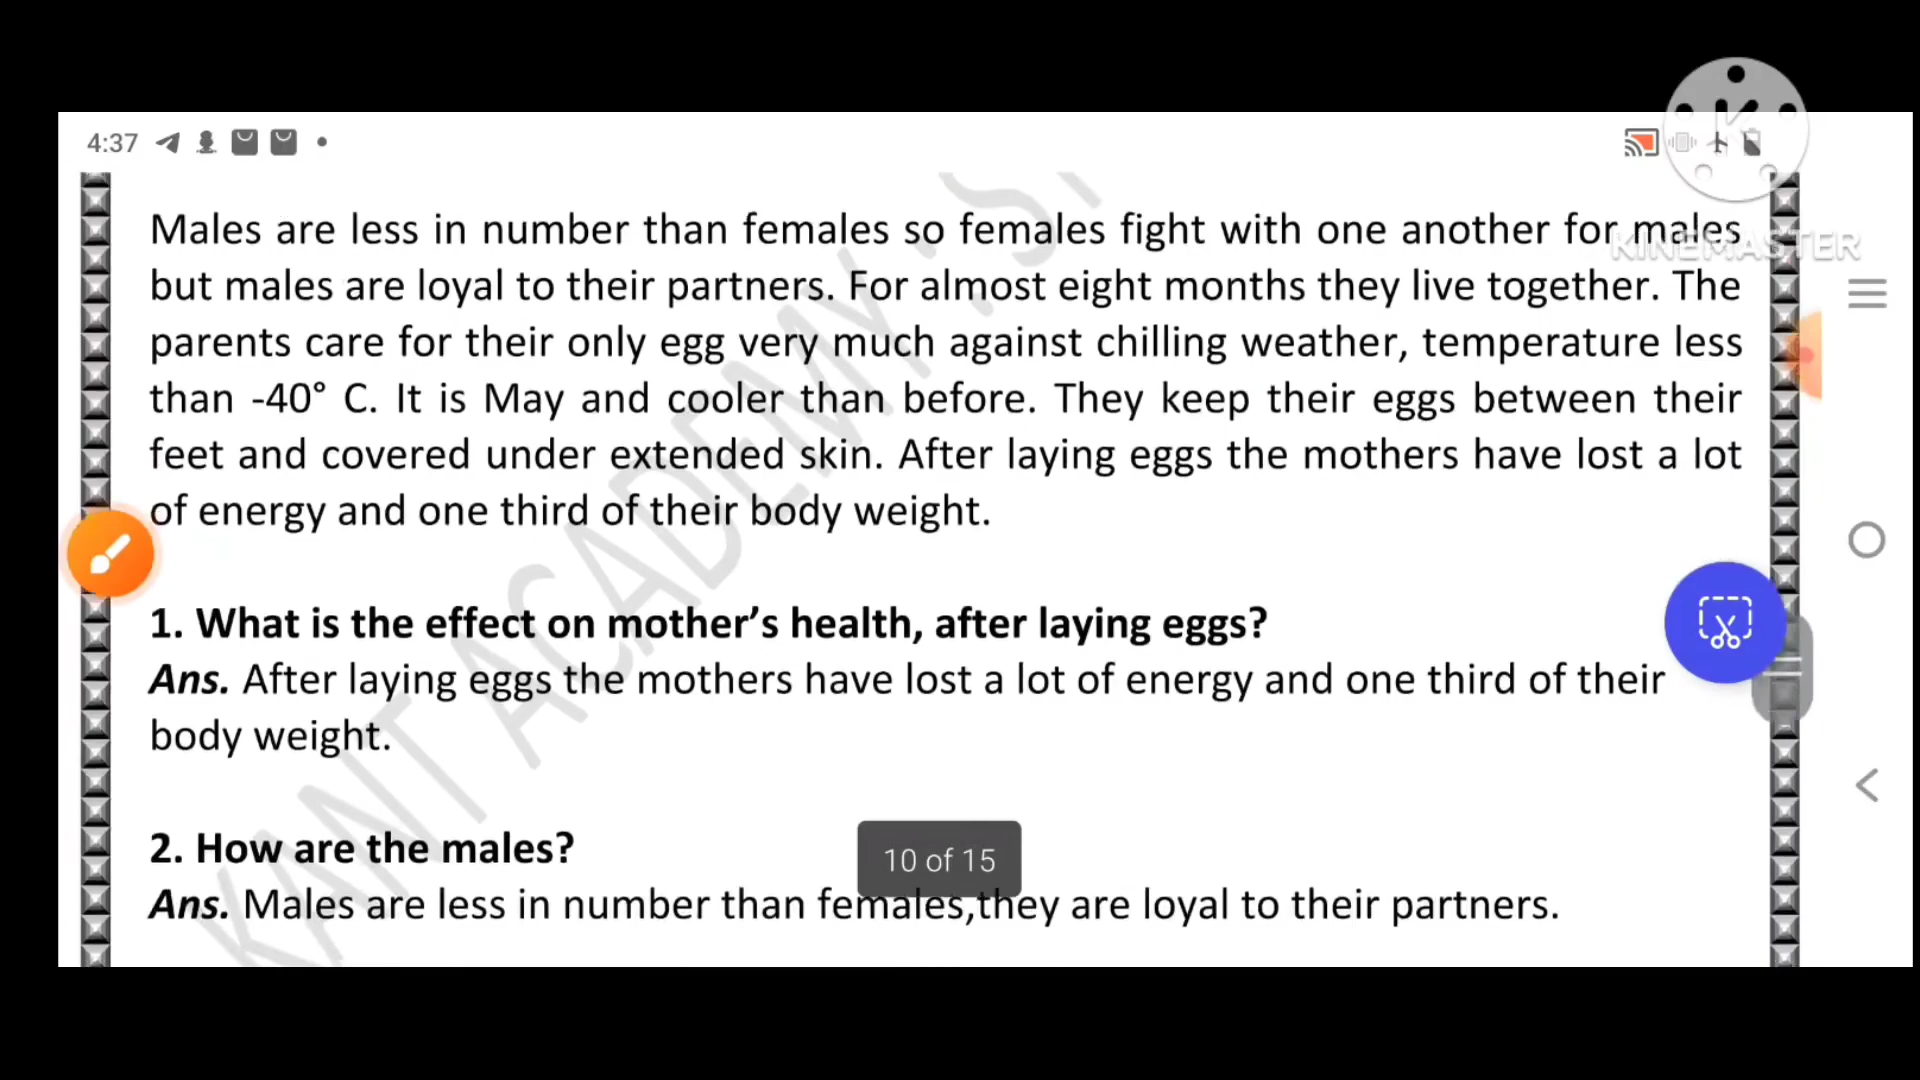 4:37
KINEMASTER
Males are less in number than females so females fight with one another for males
but males are loyal to their partners. For almost eight months they live together. The
parents care for their only egg very much against chilling weather, temperature less
than -40° C. It is May and cooler than before. They keep their eggs between their
feet and covered under extended skin. After laying eggs the mothers have lost a lot
of energy and one third of their body weight.
1. What is the effect on mother’s health, after laying eggs?
Ans. After laying eggs the mothers have lost a lot of energy and one third of their
body weight.
2. How are the males?
10 of 15
Ans. Males are less in number than females,they are loyal to their partners.
KANT ACADEMY